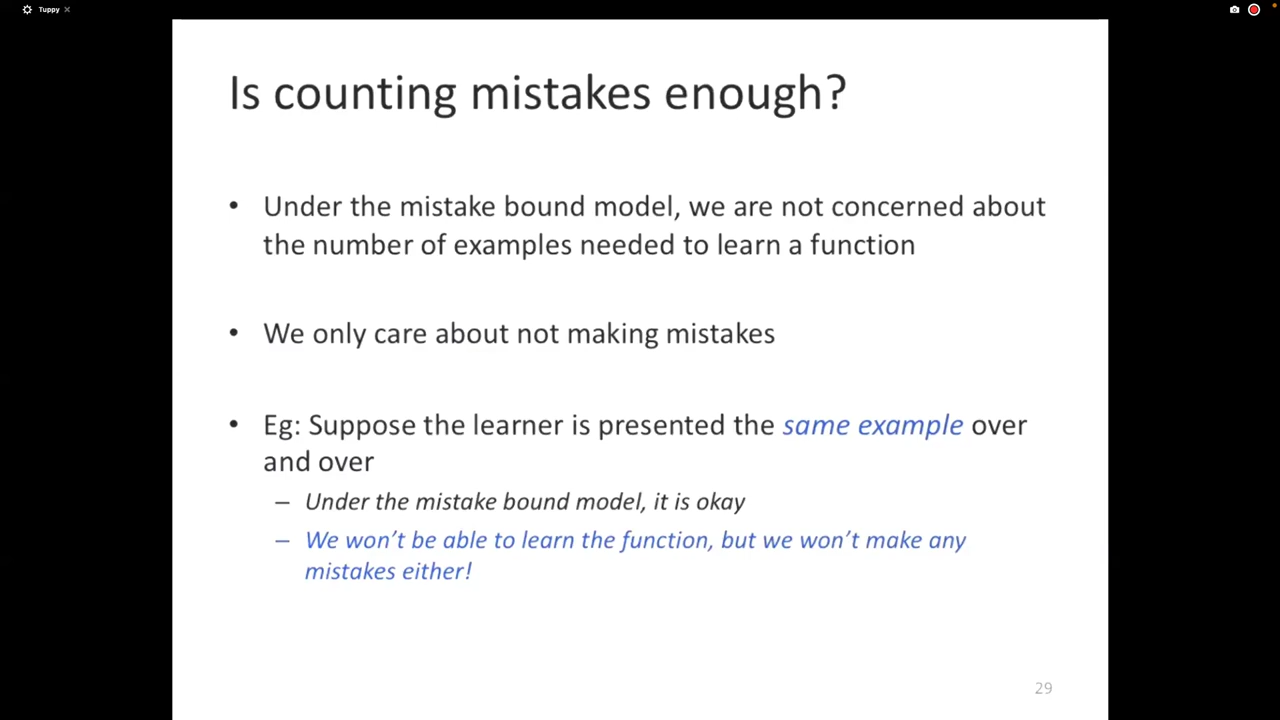 Tuppy
Is counting mistakes enough?
• Under the mistake bound model, we are not concerned about
the number of examples needed to learn a function
• We only care about not making mistakes
• Eg: Suppose the learner is presented the same example over
and over
– Under the mistake bound model, it is okay
– We won't be able to learn the function, but we won't make any
mistakes either!
29